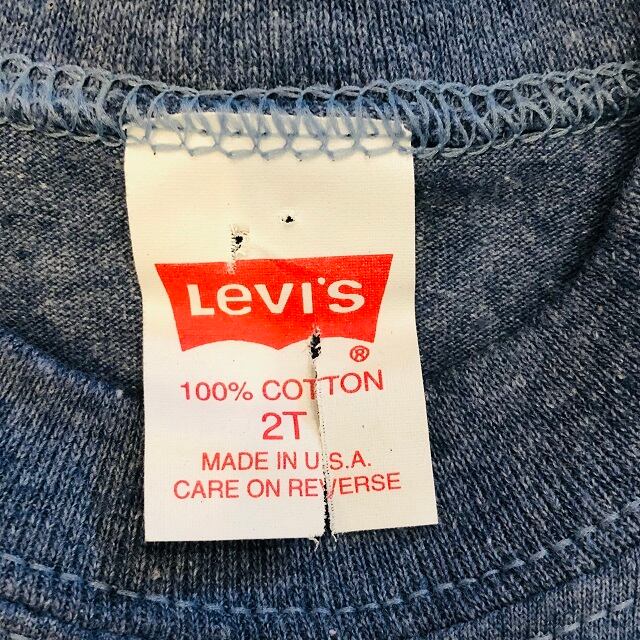 Levi's
®
100% COTTON
2T
MADE IN U.S.A.
CARE ON REVERSE